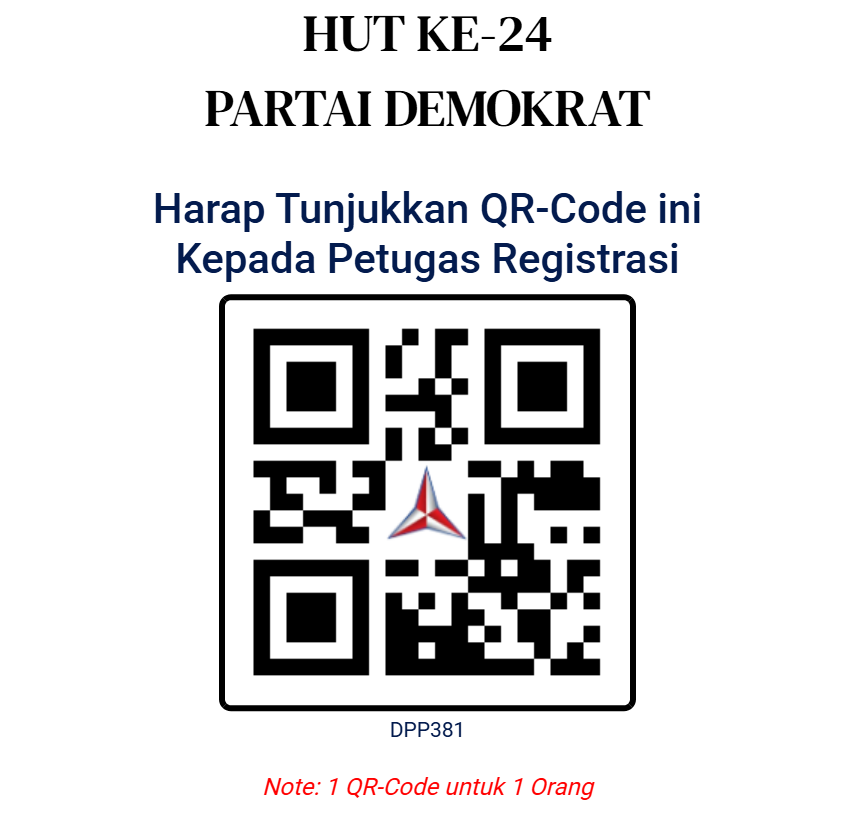 HUT KE-24
PARTAI DEMOKRAT
Harap Tunjukkan QR-Code ini
Kepada Petugas Registrasi
DPP381
Note: 1 QR-Code untuk 1 Orang